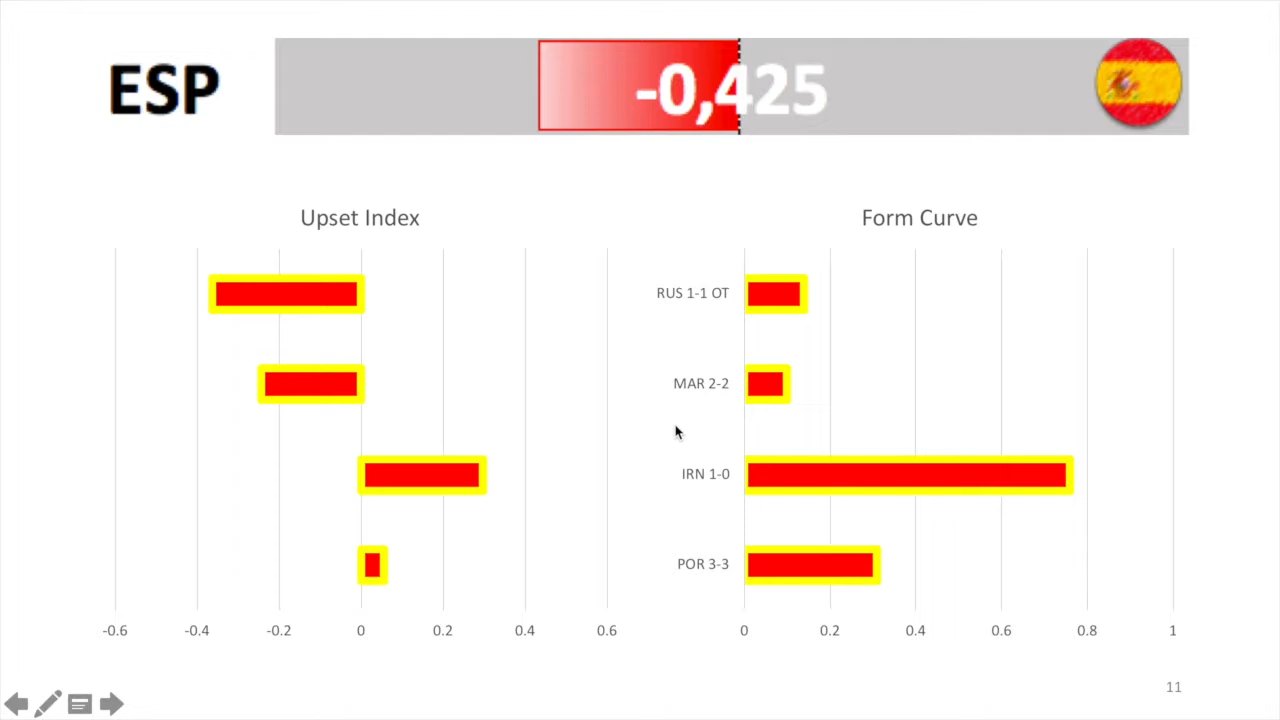 ESP
-0,425
Upset Index
Form Curve
RUS 1-1 OT
MAR 2-2
IRN 1-0
POR 3-3
-0.6 -0.4 -0.2 0 0.2 0.4 0.6
0 0.2 0.4 0.6 0.8 1
11